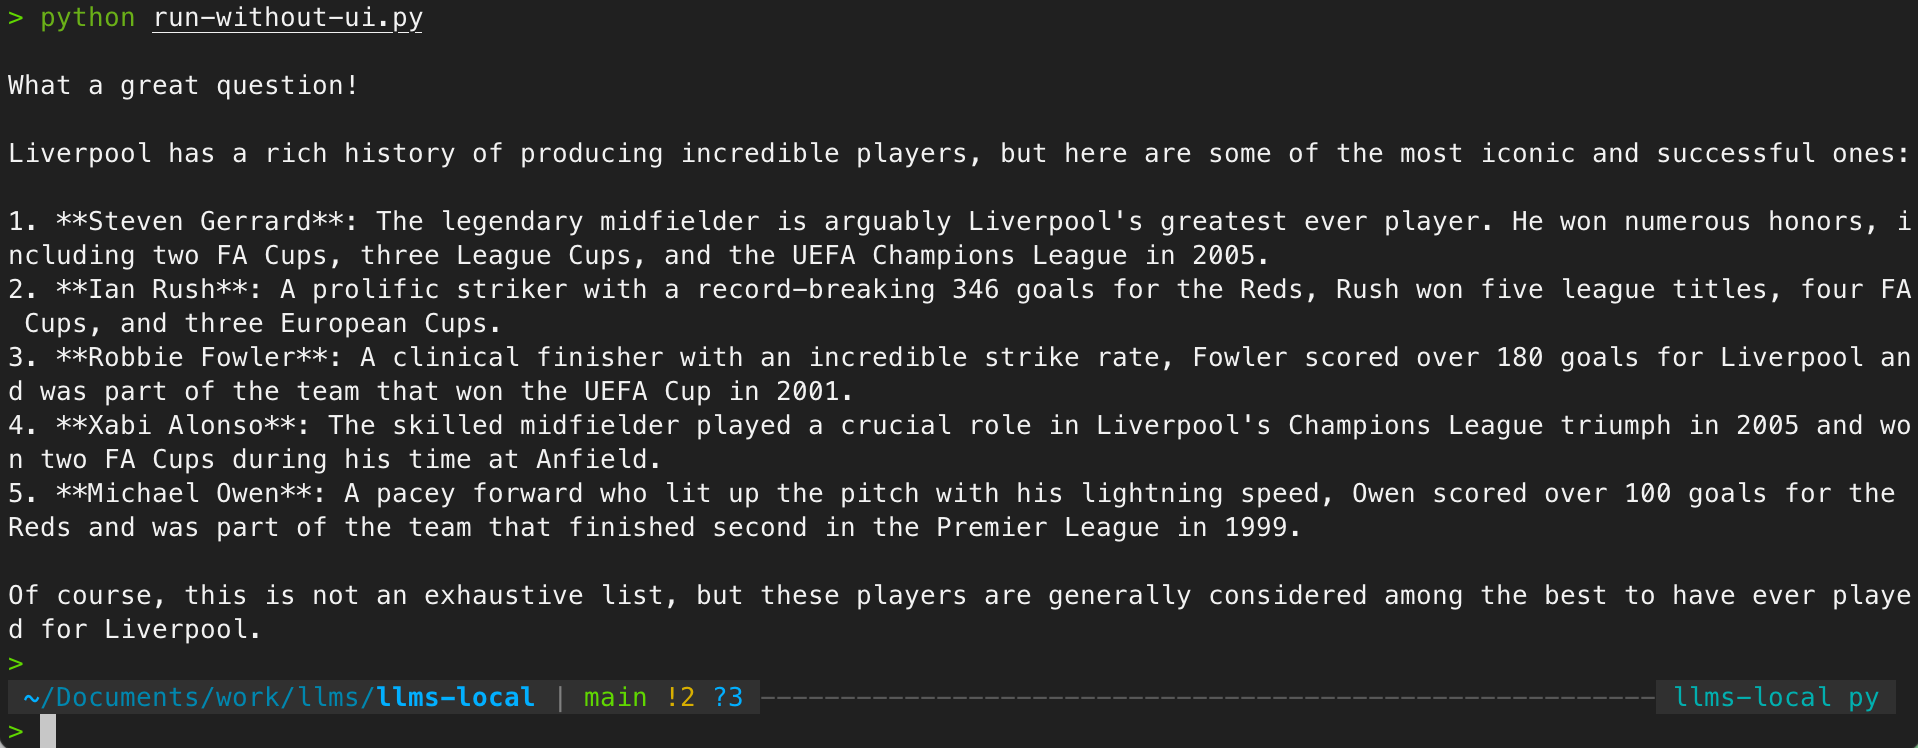 > python run-without-ui.py
What a great question!
Liverpool has a rich history of producing incredible players, but here are some of the most iconic and successful ones:
1. **Steven Gerrard**: The legendary midfielder is arguably Liverpool's greatest ever player. He won numerous honors, i
ncluding two FA Cups, three League Cups, and the UEFA Champions League in 2005.
2. **Ian Rush**: A prolific striker with a record-breaking 346 goals for the Reds, Rush won five league titles, four FA
 Cups, and three European Cups.
3. **Robbie Fowler**: A clinical finisher with an incredible strike rate, Fowler scored over 180 goals for Liverpool an
d was part of the team that won the UEFA Cup in 2001.
4. **Xabi Alonso**: The skilled midfielder played a crucial role in Liverpool's Champions League triumph in 2005 and wo
n two FA Cups during his time at Anfield.
5. **Michael Owen**: A pacey forward who lit up the pitch with his lightning speed, Owen scored over 100 goals for the
Reds and was part of the team that finished second in the Premier League in 1999.
Of course, this is not an exhaustive list, but these players are generally considered among the best to have ever playe
d for Liverpool.
>
~/Documents/work/llms/llms-local | main !2 ?3 llms-local py
>